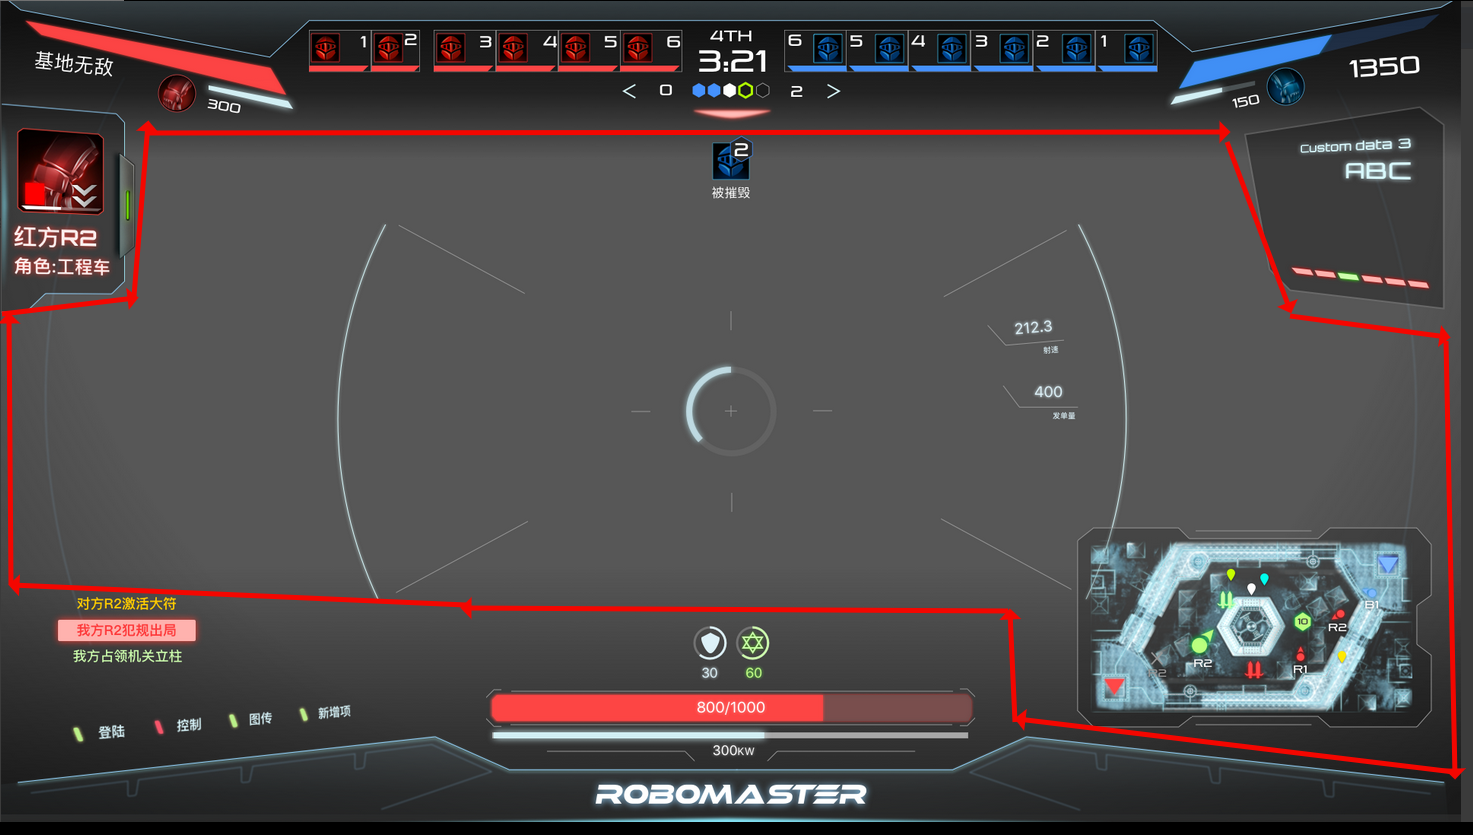 基地无敌
300
1 2 3 4 5 6
4TH
3:21
< 0 2 >
6 5 4 3 2 1
150
1350
2
被摧毁
Custom data 3
ABC
红方R2
角色:工程车
212.3
射速
400
发单量
对方R2激活大符
我方R2犯规出局
我方占领机关立柱
30 60
800/1000
300KW
登陆 控制 图传 新增项
B1
10
R2
R2
R1
ROBOMASTER